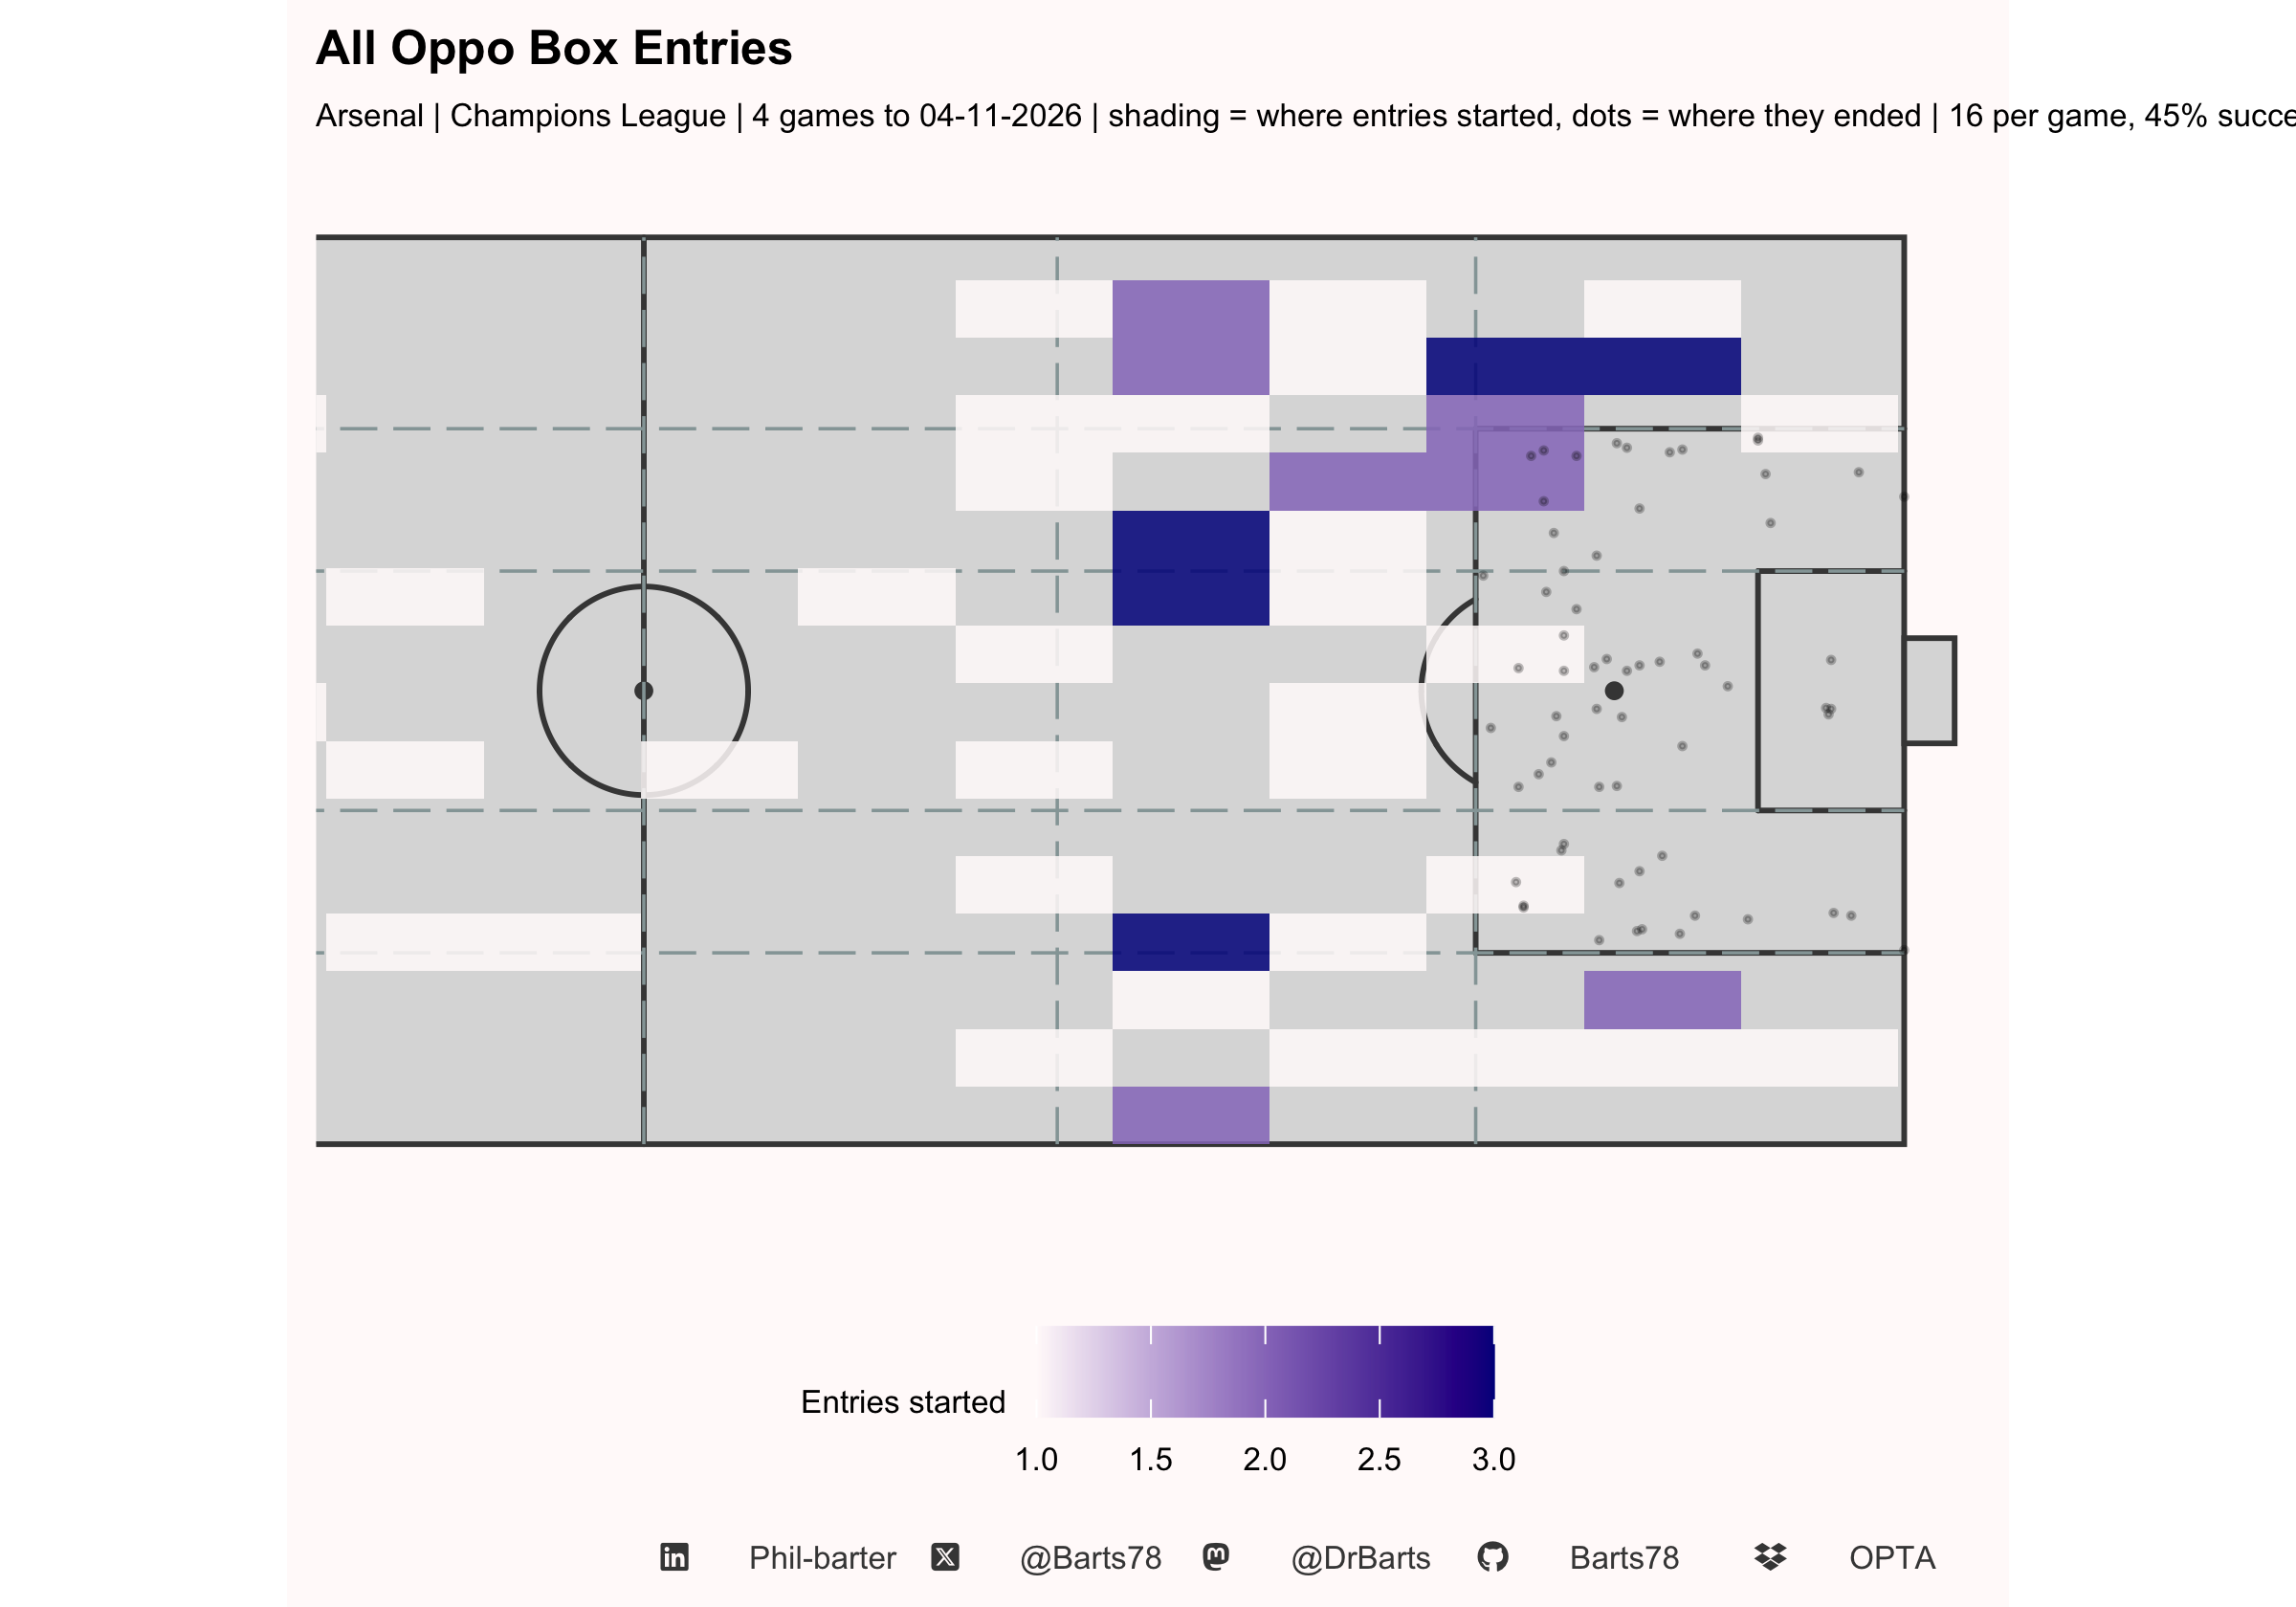 All Oppo Box Entries
Arsenal | Champions League | 4 games to 04-11-2026 | shading = where entries started, dots = where they ended | 16 per game, 45% succe
Entries started
1.0 1.5 2.0 2.5 3.0
Phil-barter @Barts78 @DrBarts Barts78 OPTA